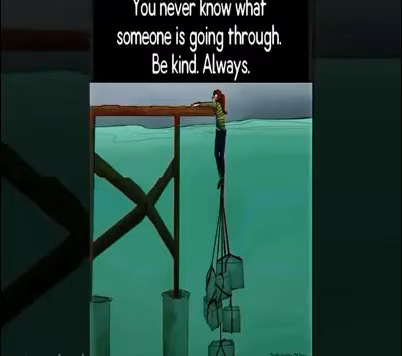 You never know what
someone is going through.
Be kind. Always.